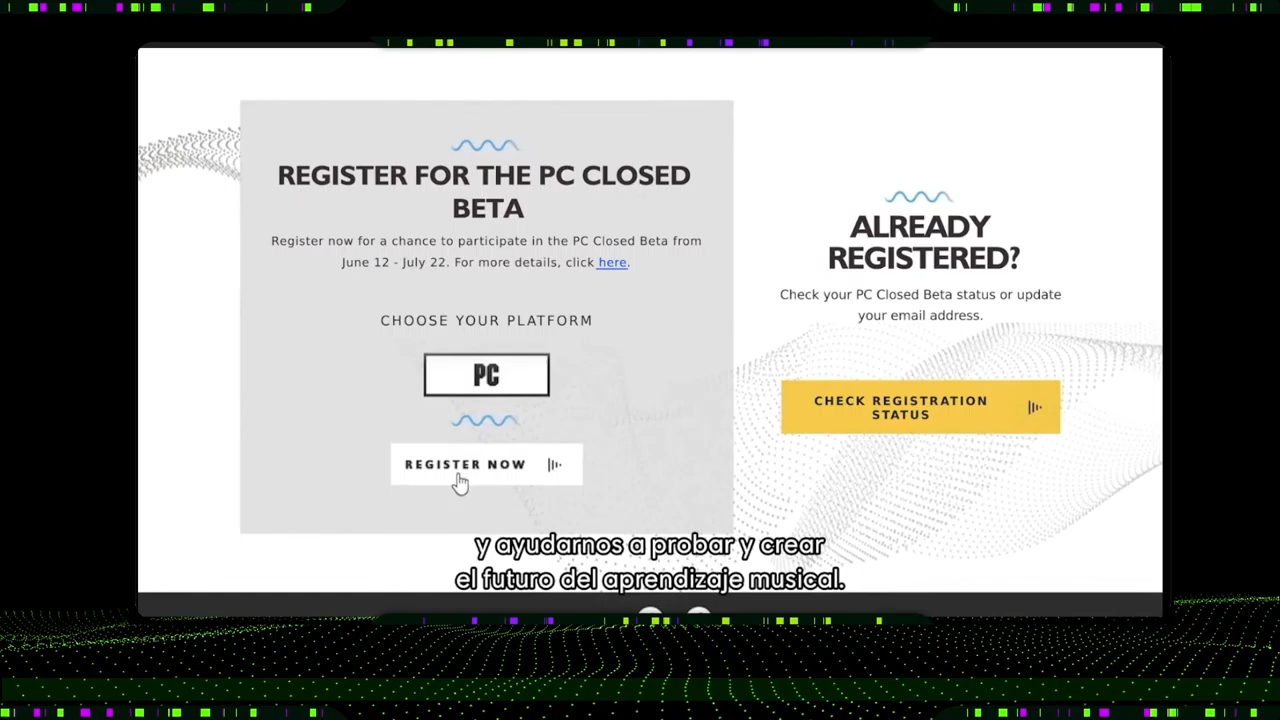 REGISTER FOR THE PC CLOSED
BETA
Register now for a chance to participate in the PC Closed Beta from
June 12 - July 22. For more details, click here.
CHOOSE YOUR PLATFORM
PC
REGISTER NOW
ALREADY
REGISTERED?
Check your PC Closed Beta status or update
your email address.
CHECK REGISTRATION
STATUS
y ayudarnos a probar y crear
el futuro del aprendizaje musical.